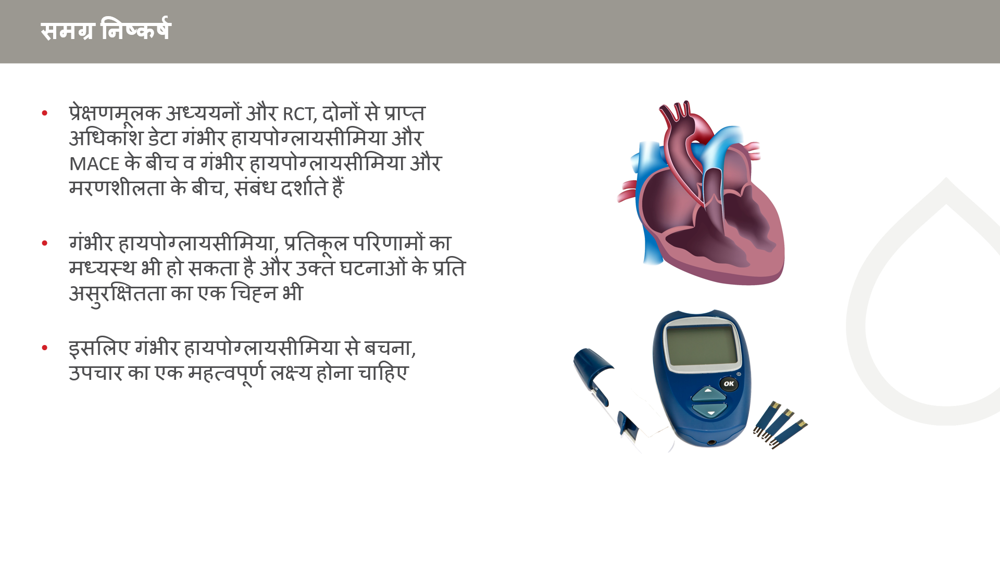 समग्र निष्कर्ष
• प्रेक्षणमूलक अध्ययनों और RCT, दोनों से प्राप्त
अधिकांश डेटा गंभीर हायपोग्लायसीमिया और
MACE के बीच व गंभीर हायपोग्लायसीमिया और
मरणशीलता के बीच, संबंध दर्शाते हैं
• गंभीर हायपोग्लायसीमिया, प्रतिकूल परिणामों का
मध्यस्थ भी हो सकता है और उक्त घटनाओं के प्रति
असुरक्षितता का एक चिह्न भी
• इसलिए गंभीर हायपोग्लायसीमिया से बचना,
उपचार का एक महत्वपूर्ण लक्ष्य होना चाहिए
OK